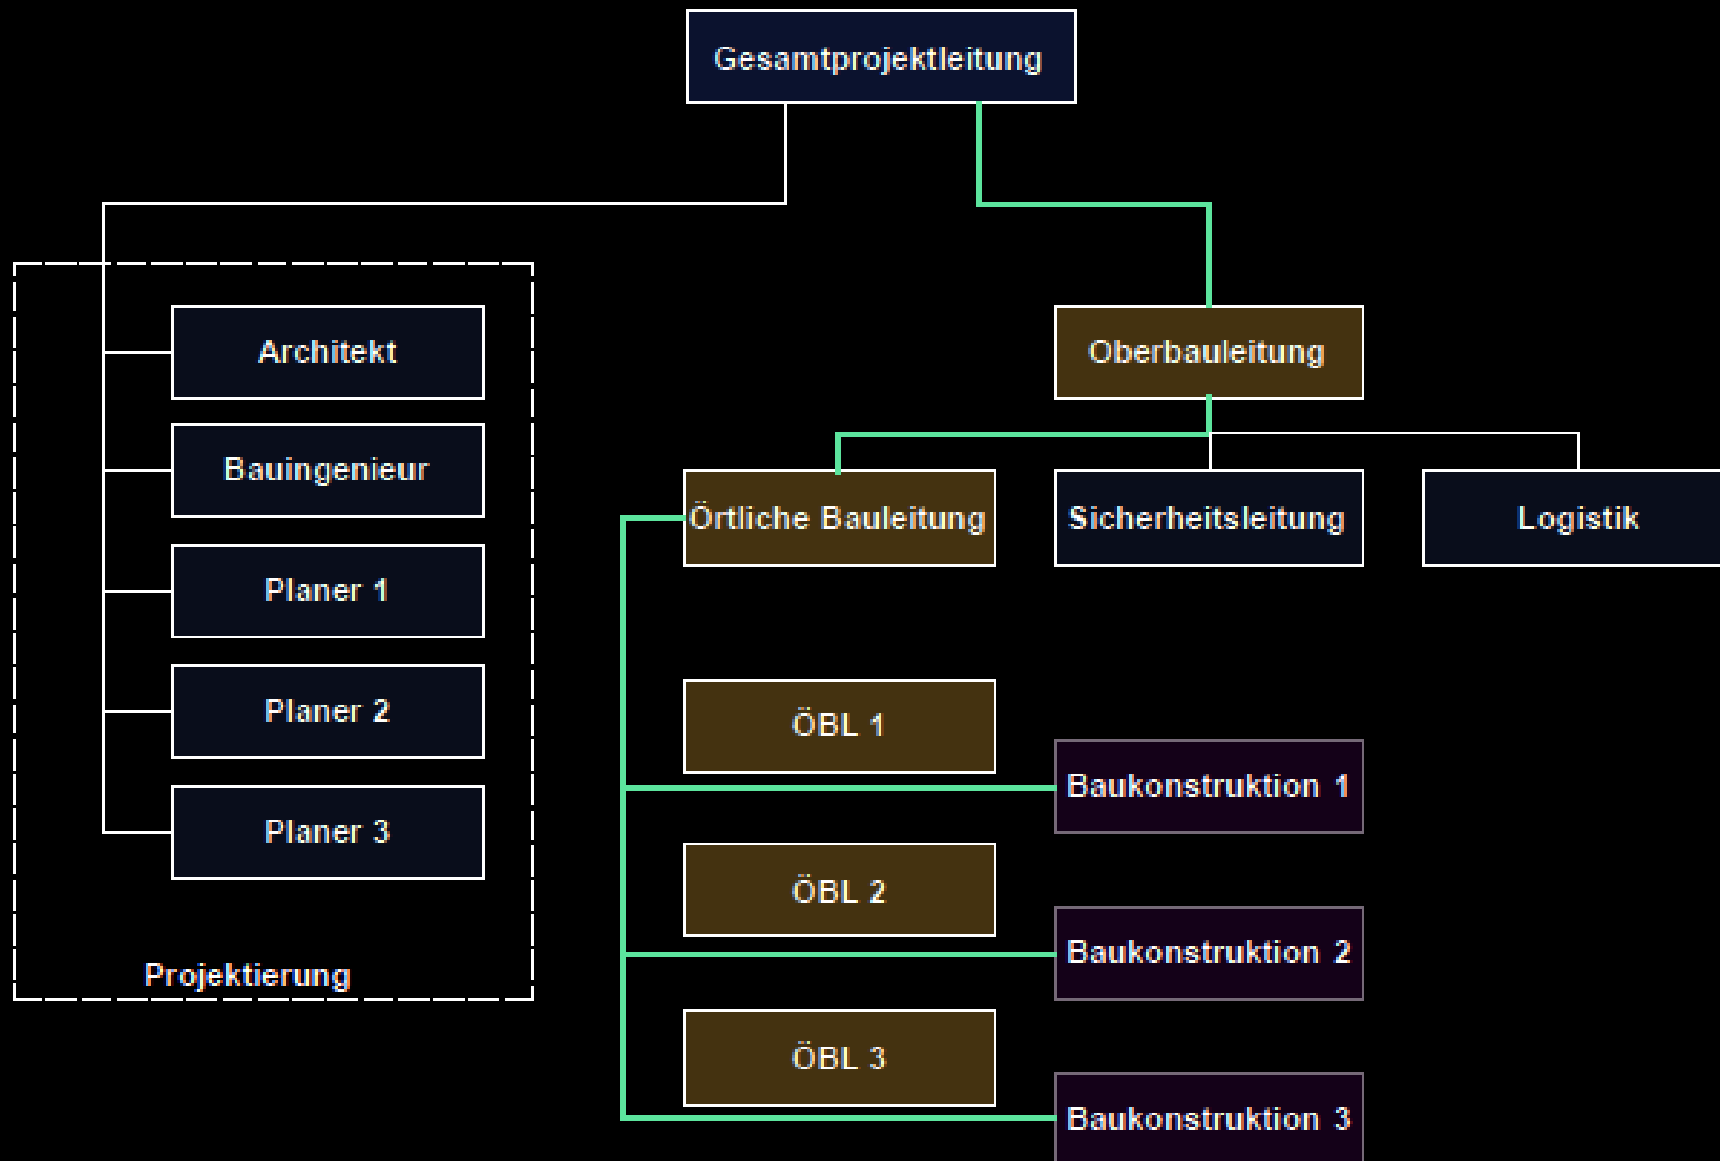 Gesamtprojektleitung
Architekt
Bauingenieur
Planer 1
Planer 2
Planer 3
Projektierung
Oberbauleitung
Örtliche Bauleitung
Sicherheitsleitung
Logistik
ÖBL 1
Baukonstruktion 1
ÖBL 2
Baukonstruktion 2
ÖBL 3
Baukonstruktion 3